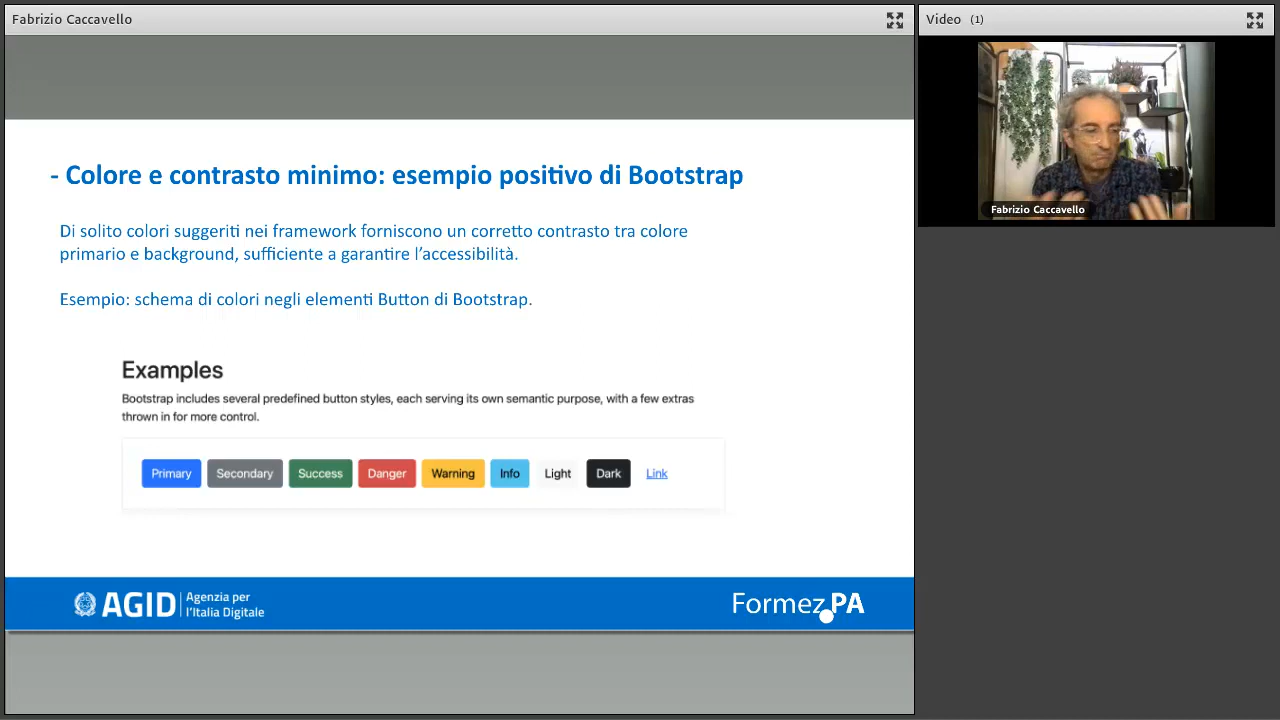 Fabrizio Caccavello
Video (1)
Fabrizio Caccavello
- Colore e contrasto minimo: esempio positivo di Bootstrap
Di solito colori suggeriti nei framework forniscono un corretto contrasto tra colore
primario e background, sufficiente a garantire l’accessibilità.
Esempio: schema di colori negli elementi Button di Bootstrap.
Examples
Bootstrap includes several predefined button styles, each serving its own semantic purpose, with a few extras
thrown in for more control.
Primary Secondary Success Danger Warning Info Light Dark Link
AGID Agenzia per
l’Italia Digitale
Formez.PA